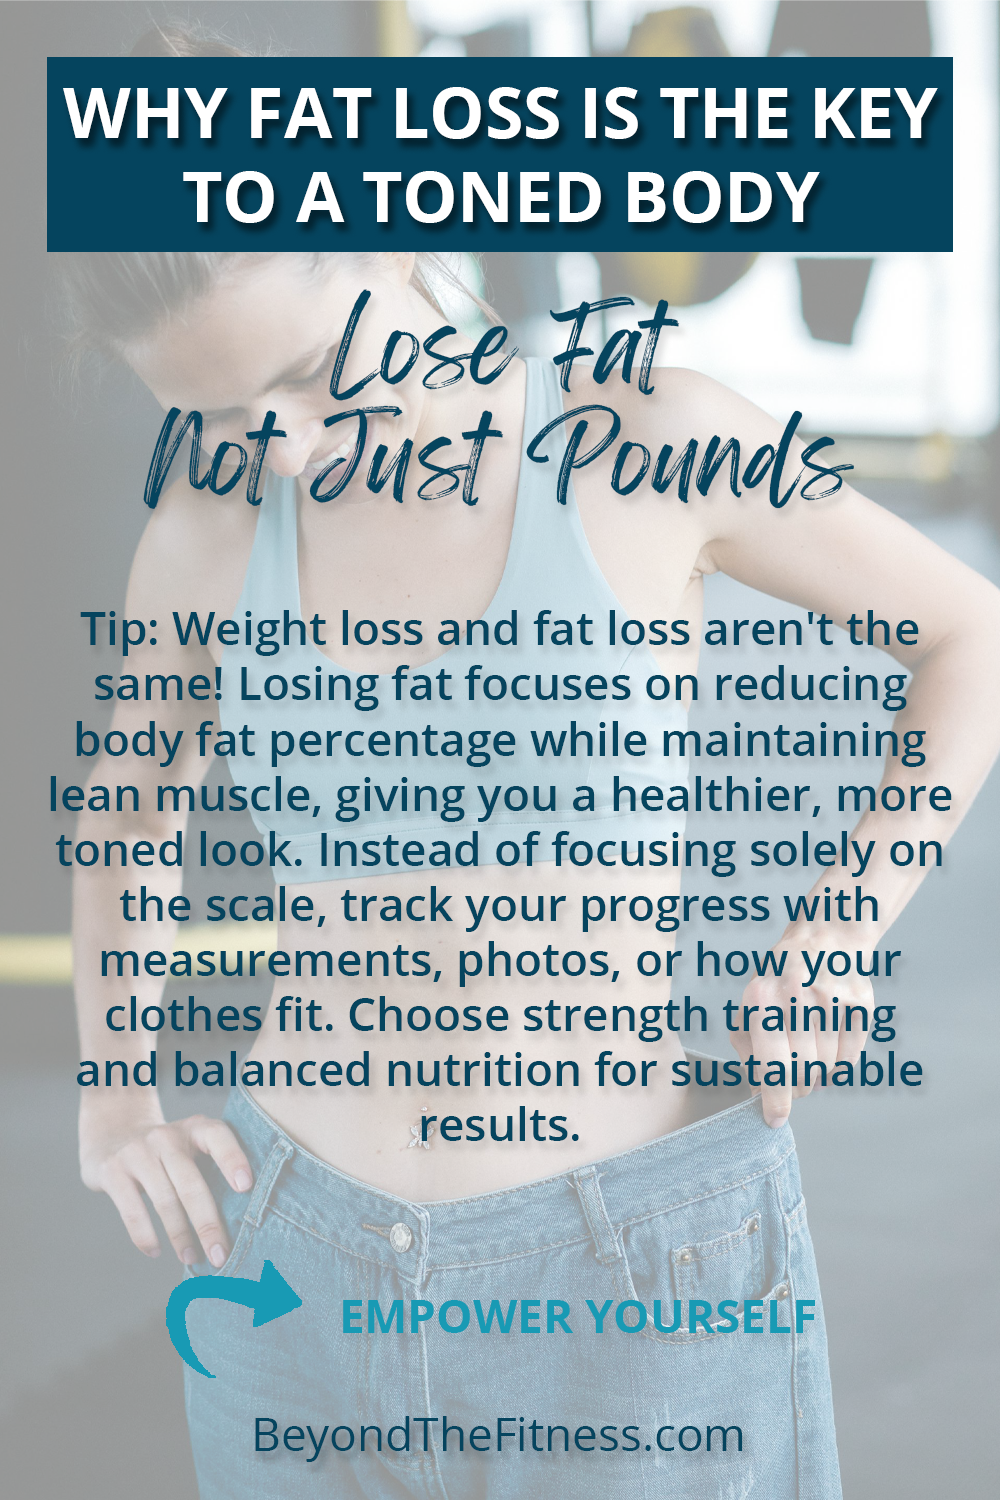 WHY FAT LOSS IS THE KEY
TO A TONED BODY
Lose Fat
Not Just Pounds
Tip: Weight loss and fat loss aren't the
same! Losing fat focuses on reducing
body fat percentage while maintaining
lean muscle, giving you a healthier, more
toned look. Instead of focusing solely on
the scale, track your progress with
measurements, photos, or how your
clothes fit. Choose strength training
and balanced nutrition for sustainable
results.
EMPOWER YOURSELF
BeyondTheFitness.com